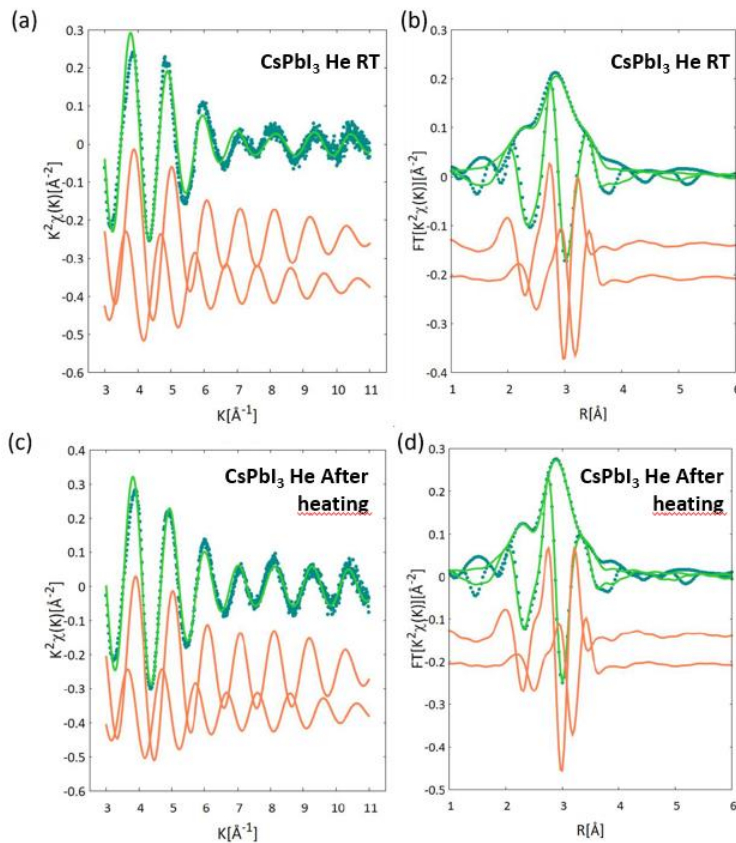 (a)
CsPbI₃ He RT
0.3
0.2
0.1
0
-0.1
-0.2
-0.3
-0.4
-0.5
-0.6
K²χ(K)[Å⁻²]
3 4 5 6 7 8 9 10 11
K[Å⁻¹]
(b)
CsPbI₃ He RT
0.3
0.2
0.1
0
-0.1
-0.2
-0.3
-0.4
FT[K²χ(K)][Å⁻²]
1 2 3 4 5 6
R[Å]
(c)
CsPbI₃ He After
heating
0.4
0.3
0.2
0.1
0
-0.1
-0.2
-0.3
-0.4
-0.5
-0.6
K²χ(K)[Å⁻²]
3 4 5 6 7 8 9 10 11
K[Å⁻¹]
(d)
CsPbI₃ He After
heating
0.3
0.2
0.1
0
-0.1
-0.2
-0.3
-0.4
-0.5
FT[K²χ(K)][Å⁻²]
1 2 3 4 5 6
R[Å]